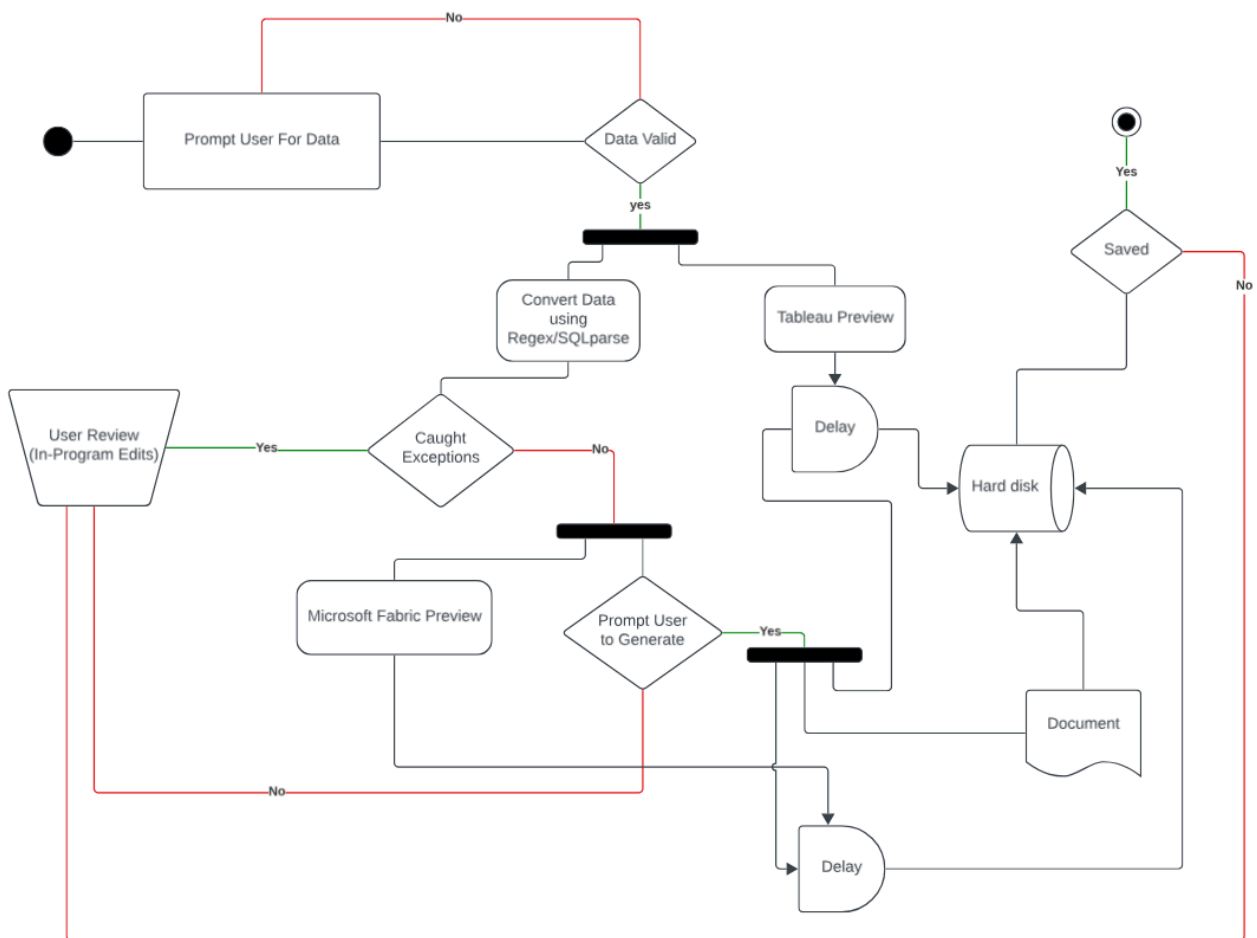 No
Prompt User For Data
Data Valid
yes
Yes
Saved
No
Convert Data
using
Regex/SQLparse
Tableau Preview
User Review
(In-Program Edits)
Yes
Caught
Exceptions
No
Delay
Hard disk
Microsoft Fabric Preview
Prompt User
to Generate
Yes
Document
No
Delay